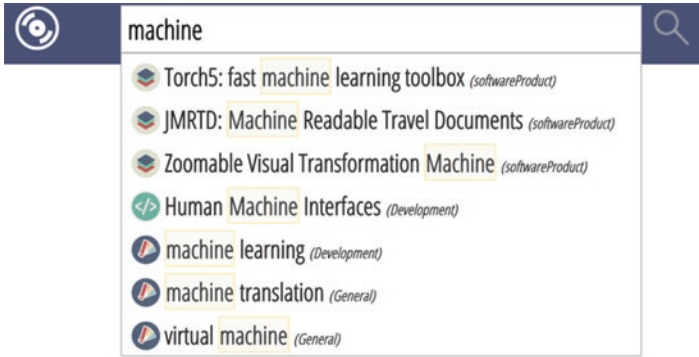 machine
Torch5: fast machine learning toolbox (softwareProduct)
JMRTD: Machine Readable Travel Documents (softwareProduct)
Zoomable Visual Transformation Machine (softwareProduct)
</> Human Machine Interfaces (Development)
machine learning (Development)
machine translation (General)
virtual machine (General)